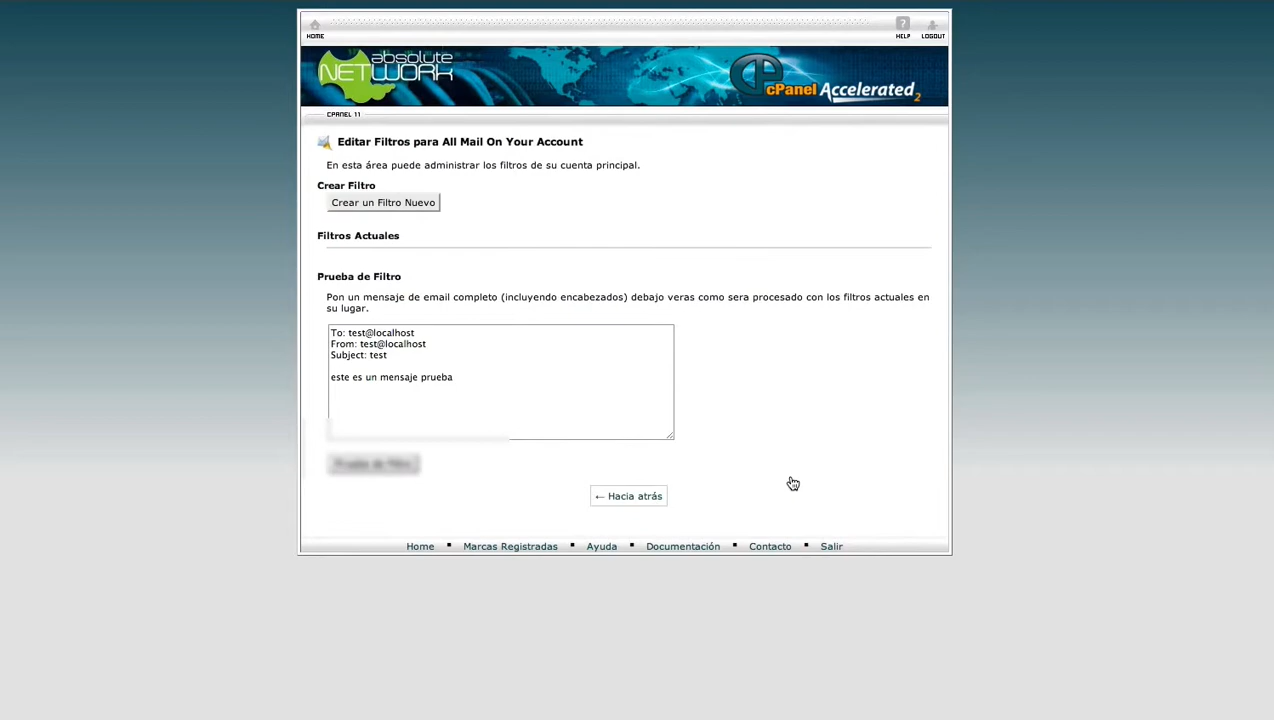 HOME
HELP
LOGOUT
absolute
NETWORK
cPanel Accelerated2
CPANEL 11
Editar Filtros para All Mail On Your Account
En esta área puede administrar los filtros de su cuenta principal.
Crear Filtro
Crear un Filtro Nuevo
Filtros Actuales
Prueba de Filtro
Pon un mensaje de email completo (incluyendo encabezados) debajo veras como sera procesado con los filtros actuales en
su lugar.
To: test@localhost
From: test@localhost
Subject: test
este es un mensaje prueba
Prueba de Filtro
← Hacia atrás
Home ▪ Marcas Registradas ▪ Ayuda ▪ Documentación ▪ Contacto ▪ Salir